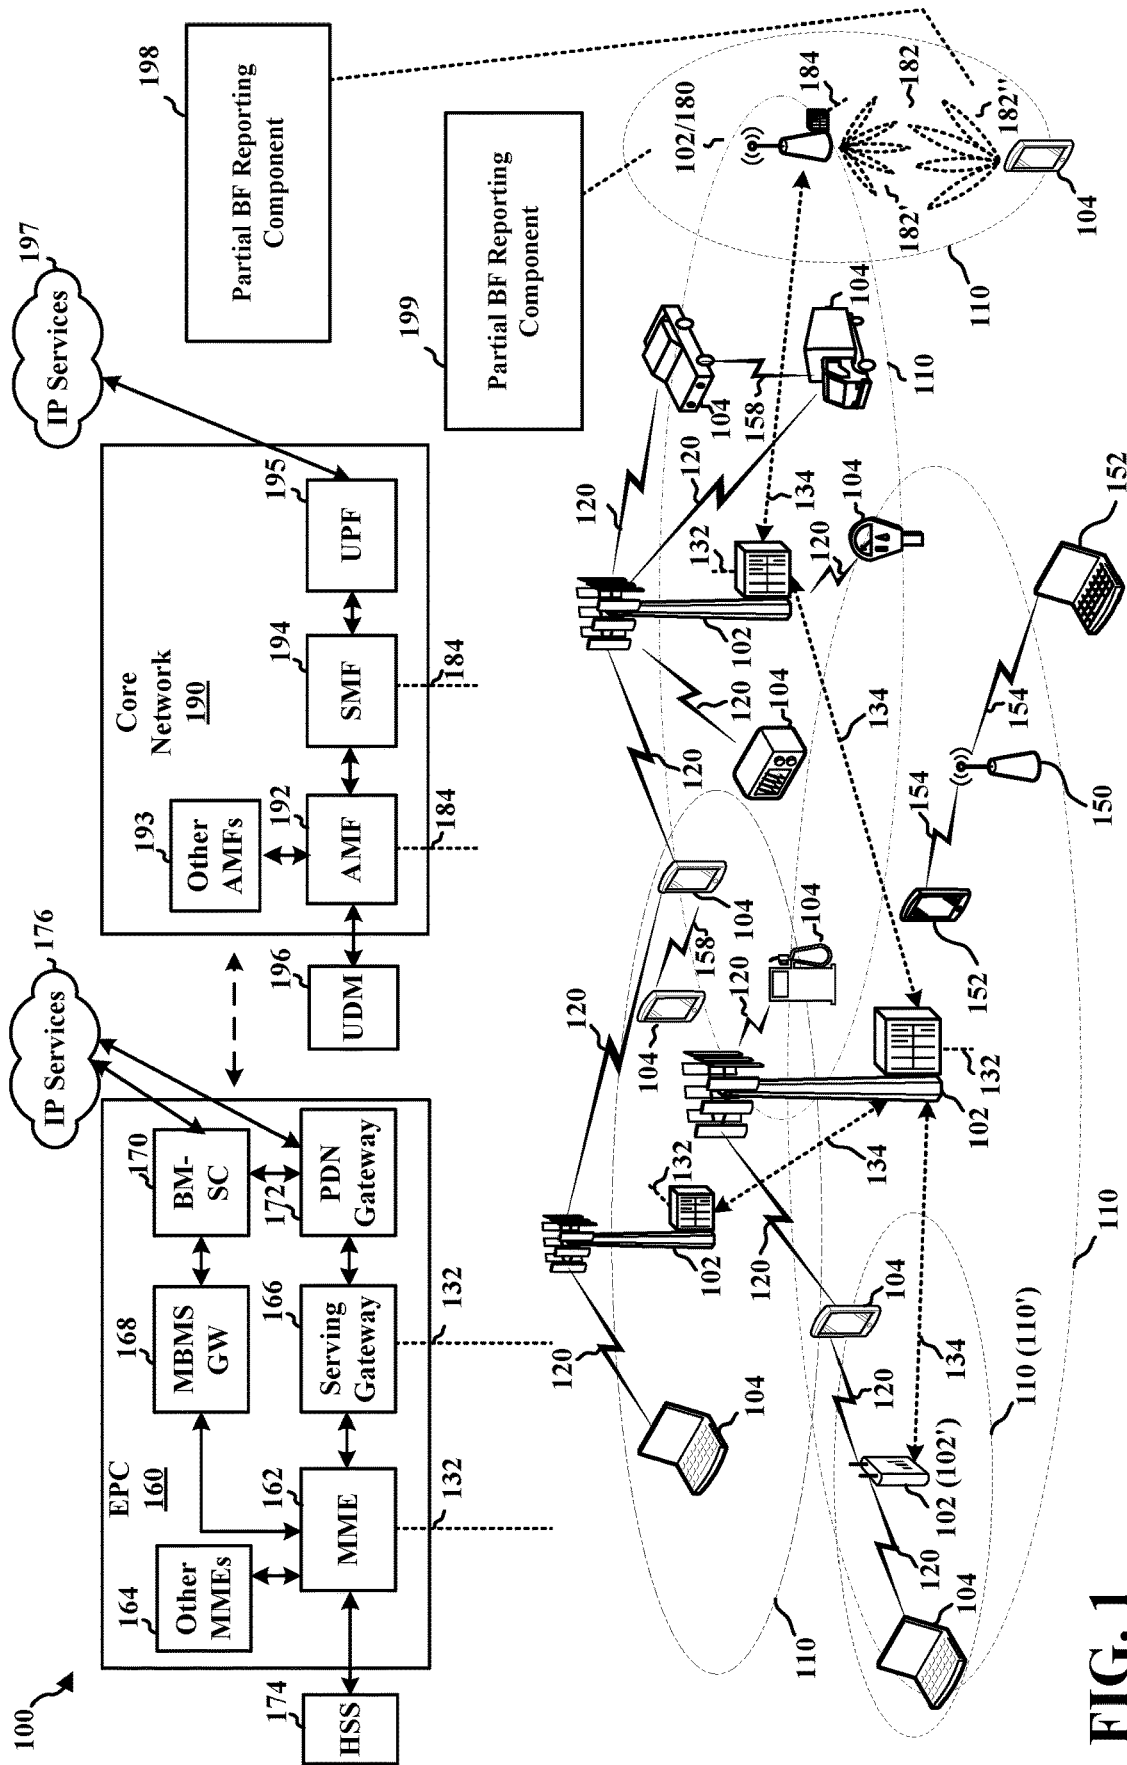 100
EPC
160
164
Other
MMEs
162
MME
174
HSS
168
MBMS
GW
166
Serving
Gateway
170
BM-
SC
172
PDN
Gateway
132
132
176
IP Services
Core
Network
190
193
Other
AMFs
192
AMF
196
UDM
194
SMF
195
UPF
184
184
197
IP Services
198
Partial BF Reporting
Component
199
Partial BF Reporting
Component
110
120
104
120
102
132
134
120
104
158
104
120
120
104
120
102
132
134
120
120
104
158
104
120
104
110
102/180
184
182
182'
182''
104
110
120
104
102
132
134
120
104
120
104
120
102 (102')
134
110 (110')
110
152
154
150
154
152
FIG. 1